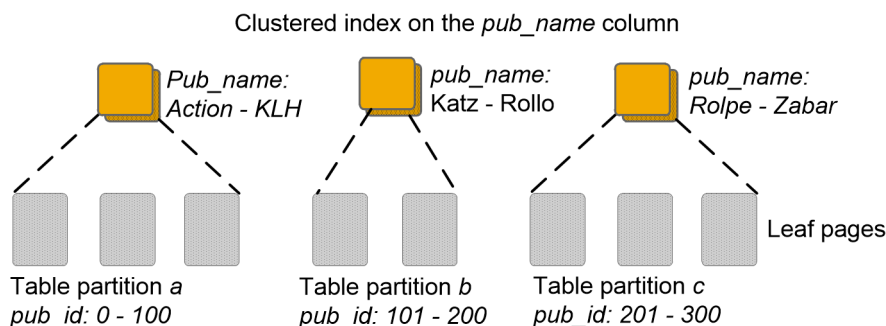 Clustered index on the pub_name column
Pub_name:
Action - KLH
pub_name:
Katz - Rollo
pub_name:
Rolpe - Zabar
Leaf pages
Table partition a
pub_id: 0 - 100
Table partition b
pub_id: 101 - 200
Table partition c
pub_id: 201 - 300